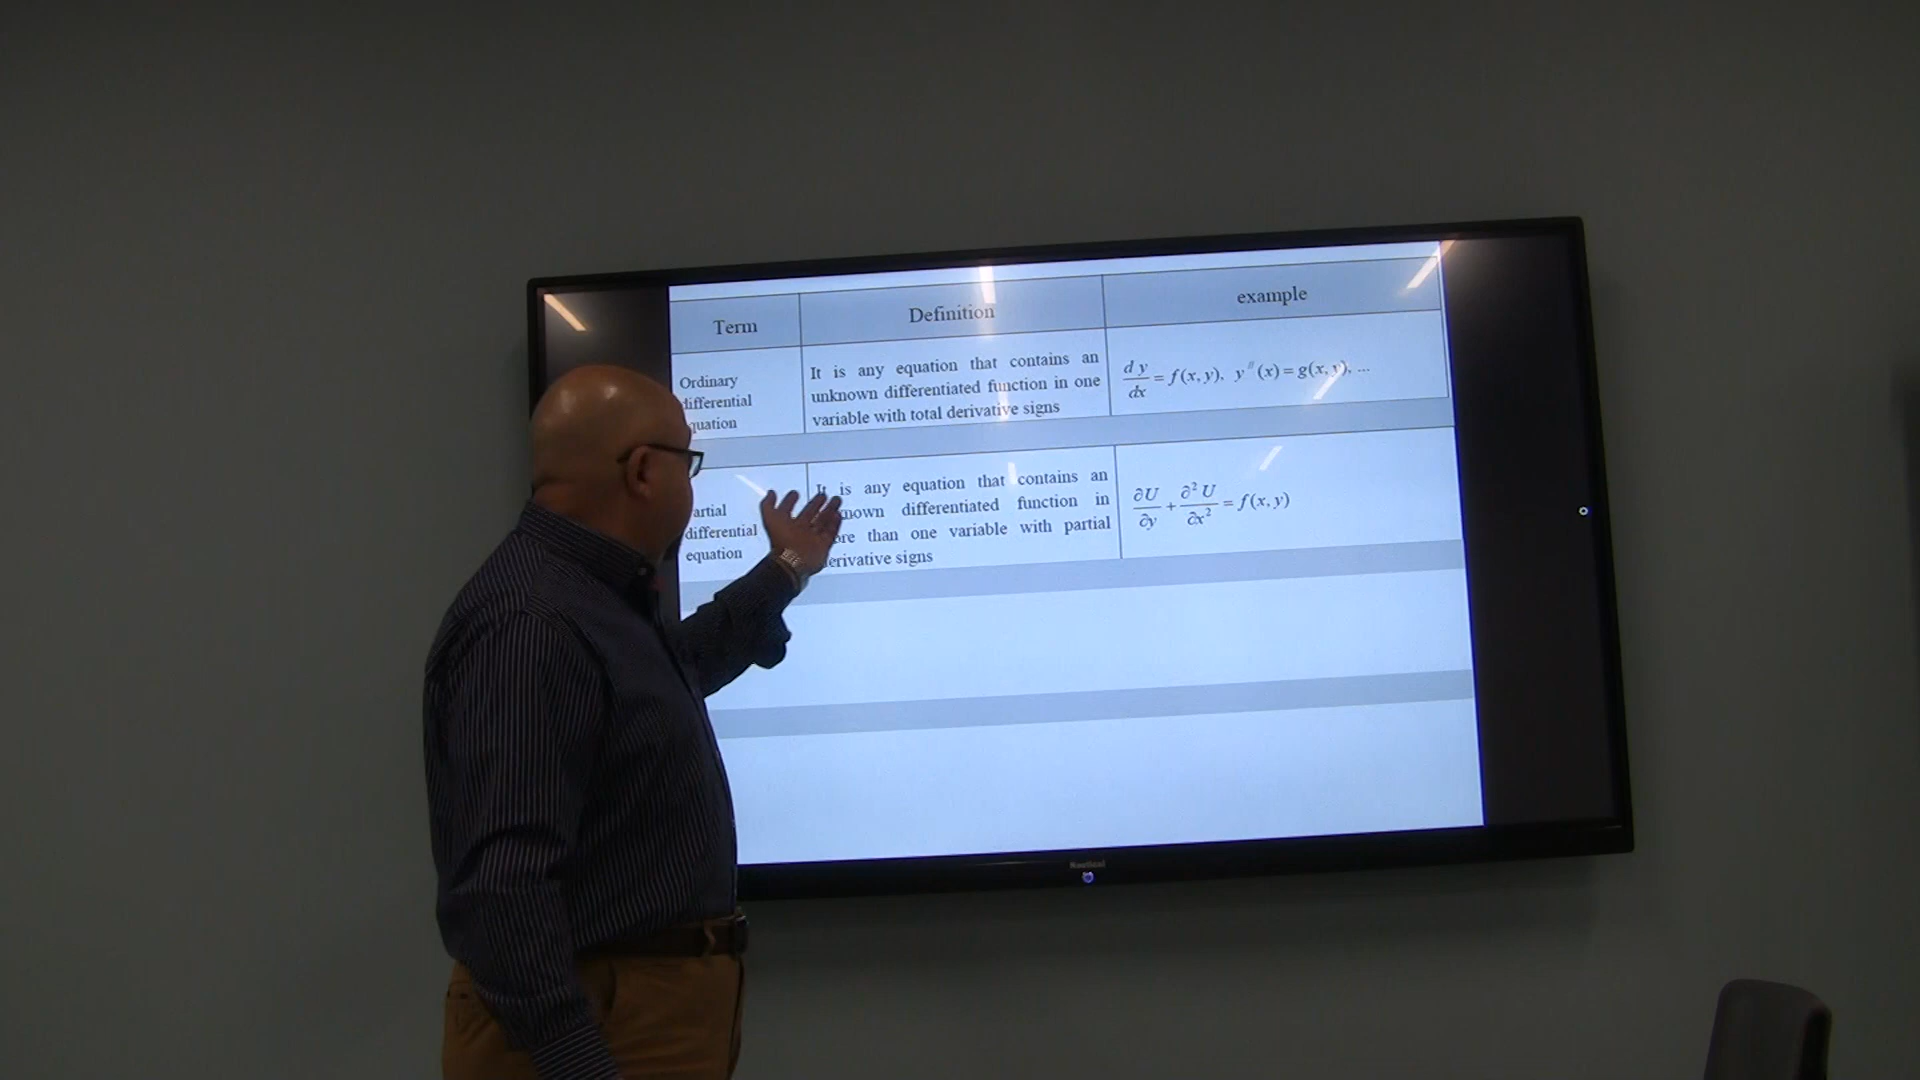 Term
Definition
example
Ordinary
differential
equation
It is any equation that contains an
unknown differentiated function in one
variable with total derivative signs
dy/dx = f(x, y), y''(x) = g(x, y), ...
differential
equation
is any equation that contains an
differentiated function in
than one variable with partial
signs
∂U/∂y + ∂²U/∂x² = f(x, y)